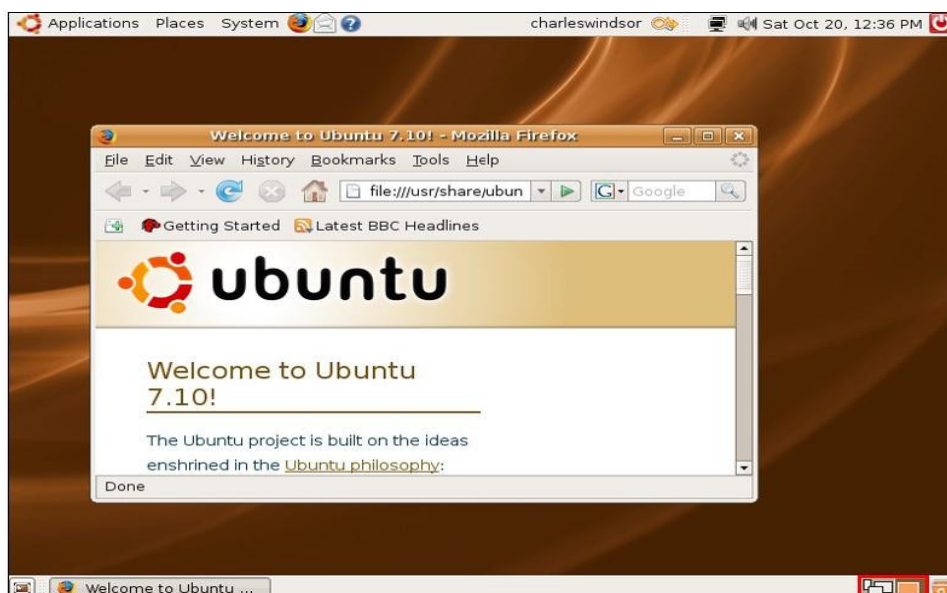 Applications Places System charleswindsor Sat Oct 20, 12:36 PM
Welcome to Ubuntu 7.10! - Mozilla Firefox
File Edit View History Bookmarks Tools Help
file:///usr/share/ubun G Google
Getting Started Latest BBC Headlines
ubuntu
Welcome to Ubuntu
7.10!
The Ubuntu project is built on the ideas
enshrined in the Ubuntu philosophy:
Done
Welcome to Ubuntu ...